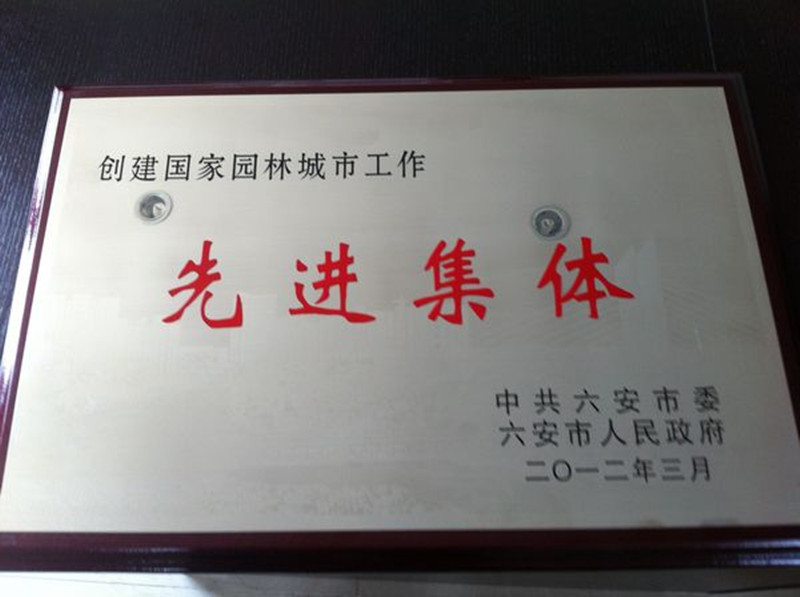 创建国家园林城市工作
先进集体
中共六安市委
六安市人民政府
二〇一二年三月